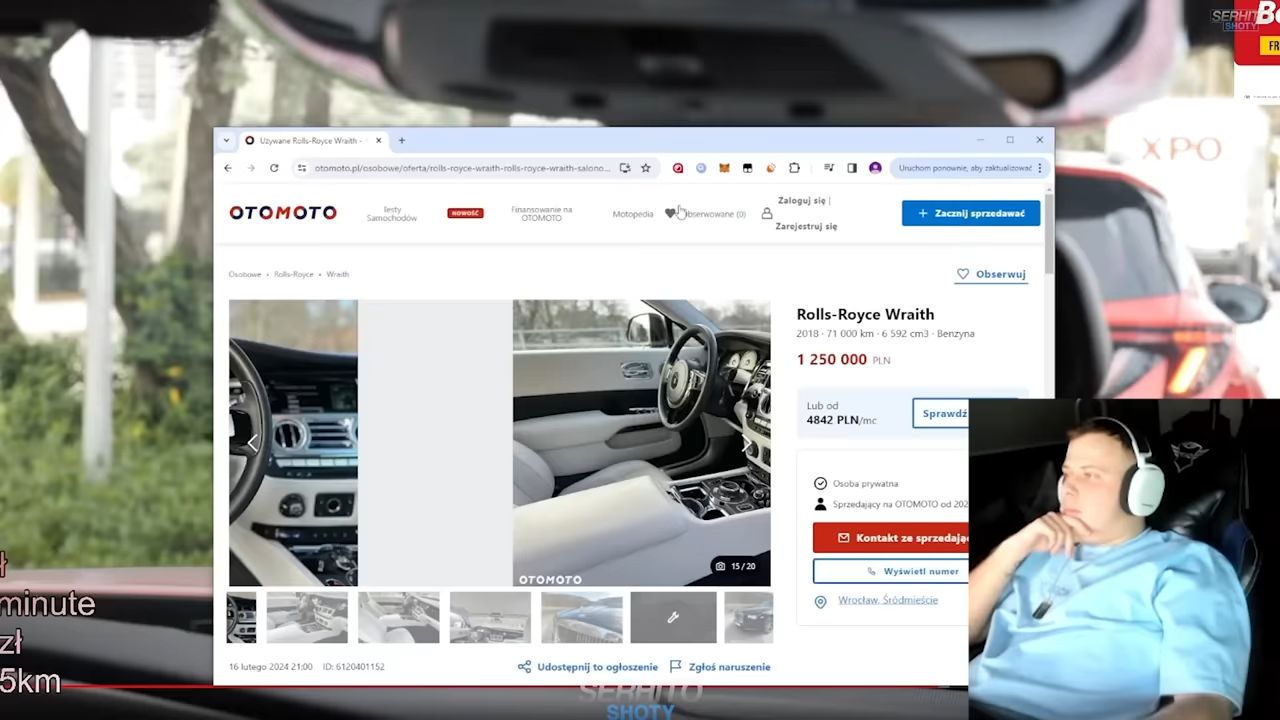 SERHITO
SHOTY
Be
FR
XPO
Używane Rolls-Royce Wraith -
otomoto.pl/osobowe/oferta/rolls-royce-wraith-rolls-royce-wraith-salono...
Uruchom ponownie, aby zaktualizować
OTOMOTO
Testy
Samochodów
NOWOŚĆ
Finansowanie na
OTOMOTO
Motopedia
Obserwowane (0)
Zaloguj się |
Zarejestruj się
+ Zacznij sprzedawać
Osobowe • Rolls-Royce • Wraith
Obserwuj
Rolls-Royce Wraith
2018 · 71 000 km · 6 592 cm3 · Benzyna
1 250 000 PLN
Lub od
4842 PLN/mc
Sprawdź
Osoba prywatna
Sprzedający na OTOMOTO od 202
Kontakt ze sprzedając
Wyświetl numer
Wrocław, Śródmieście
OTOMOTO
15/20
16 lutego 2024 21:00
ID: 6120401152
Udostępnij to ogłoszenie
Zgłoś naruszenie
ł
minute
zł
5km
SERHITO
SHOTY